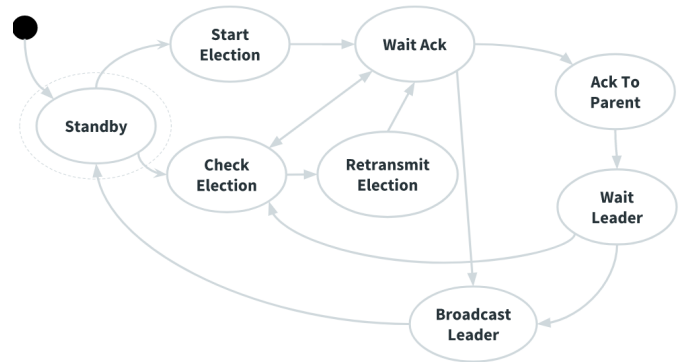 Start
Election
Wait Ack
Ack To
Parent
Standby
Check
Election
Retransmit
Election
Wait
Leader
Broadcast
Leader